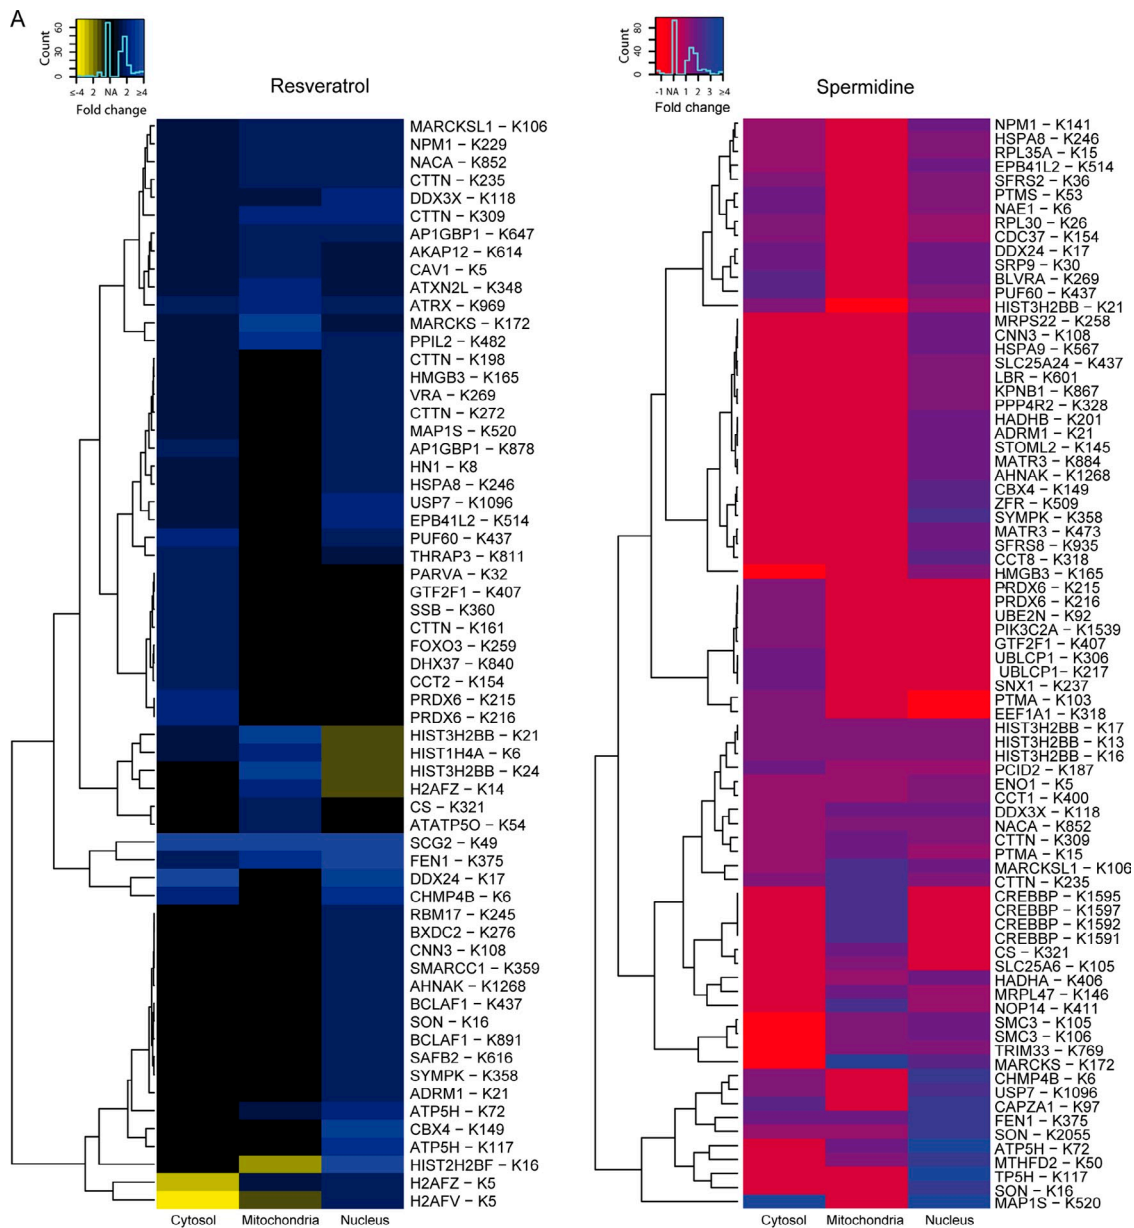 A
Count
0 10 30 50 70
≤-4 2 NA 2 ≥4
Fold change
Resveratrol
MARCKSL1 – K106
NPM1 – K229
NACA – K852
CTTN – K235
DDX3X – K118
CTTN – K309
AP1GBP1 – K647
AKAP12 – K614
CAV1 – K5
ATXN2L – K348
ATRX – K969
MARCKS – K172
PPIL2 – K482
CTTN – K198
HMGB3 – K165
VRA – K269
CTTN – K272
MAP1S – K520
AP1GBP1 – K878
HN1 – K8
HSPA8 – K246
USP7 – K1096
EPB41L2 – K514
PUF60 – K437
THRAP3 – K811
PARVA – K32
GTF2F1 – K407
SSB – K360
CTTN – K161
FOXO3 – K259
DHX37 – K840
CCT2 – K154
PRDX6 – K215
PRDX6 – K216
HIST3H2BB – K21
HIST1H4A – K6
HIST3H2BB – K24
H2AFZ – K14
CS – K321
ATATP5O – K54
SCG2 – K49
FEN1 – K375
DDX24 – K17
CHMP4B – K6
RBM17 – K245
BXDC2 – K276
CNN3 – K108
SMARCC1 – K359
AHNAK – K1268
BCLAF1 – K437
SON – K16
BCLAF1 – K891
SAFB2 – K616
SYMPK – K358
ADRM1 – K21
ATP5H – K72
CBX4 – K149
ATP5H – K117
HIST2H2BF – K16
H2AFZ – K5
H2AFV – K5
Cytosol Mitochondria Nucleus
Count
0 40 80
-1 NA 1 2 3 ≥4
Fold change
Spermidine
NPM1 – K141
HSPA8 – K246
RPL35A – K15
EPB41L2 – K514
SFRS2 – K36
PTMS – K53
NAE1 – K6
RPL30 – K26
CDC37 – K154
DDX24 – K17
SRP9 – K30
BLVRA – K269
PUF60 – K437
HIST3H2BB – K21
MRPS22 – K258
CNN3 – K108
HSPA9 – K567
SLC25A24 – K437
LBR – K601
KPNB1 – K867
PPP4R2 – K328
HADHB – K201
ADRM1 – K21
STOML2 – K145
MATR3 – K884
AHNAK – K1268
CBX4 – K149
ZFR – K509
SYMPK – K358
MATR3 – K473
SFRS8 – K935
CCT8 – K318
HMGB3 – K165
PRDX6 – K215
PRDX6 – K216
UBE2N – K92
PIK3C2A – K1539
GTF2F1 – K407
UBLCP1 – K306
UBLCP1 – K217
SNX1 – K237
PTMA – K103
EEF1A1 – K318
HIST3H2BB – K17
HIST3H2BB – K13
HIST3H2BB – K16
PCID2 – K187
ENO1 – K5
CCT1 – K400
DDX3X – K118
NACA – K852
CTTN – K309
PTMA – K15
MARCKSL1 – K106
CTTN – K235
CREBBP – K1595
CREBBP – K1597
CREBBP – K1592
CREBBP – K1591
CS – K321
SLC25A6 – K105
HADHA – K406
MRPL47 – K146
NOP14 – K411
SMC3 – K105
SMC3 – K106
TRIM33 – K769
MARCKS – K172
CHMP4B – K6
USP7 – K1096
CAPZA1 – K97
FEN1 – K375
SON – K2055
ATP5H – K72
MTHFD2 – K50
TP5H – K117
SON – K16
MAP1S – K520
Cytosol Mitochondria Nucleus